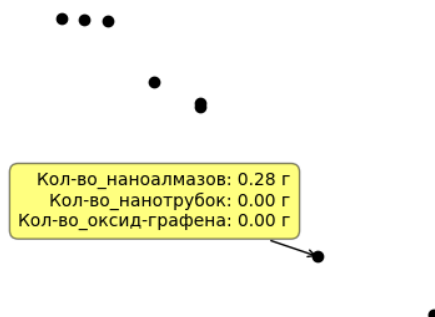 Кол-во_наноалмазов: 0.28 г
Кол-во_нанотрубок: 0.00 г
Кол-во_оксид-графена: 0.00 г